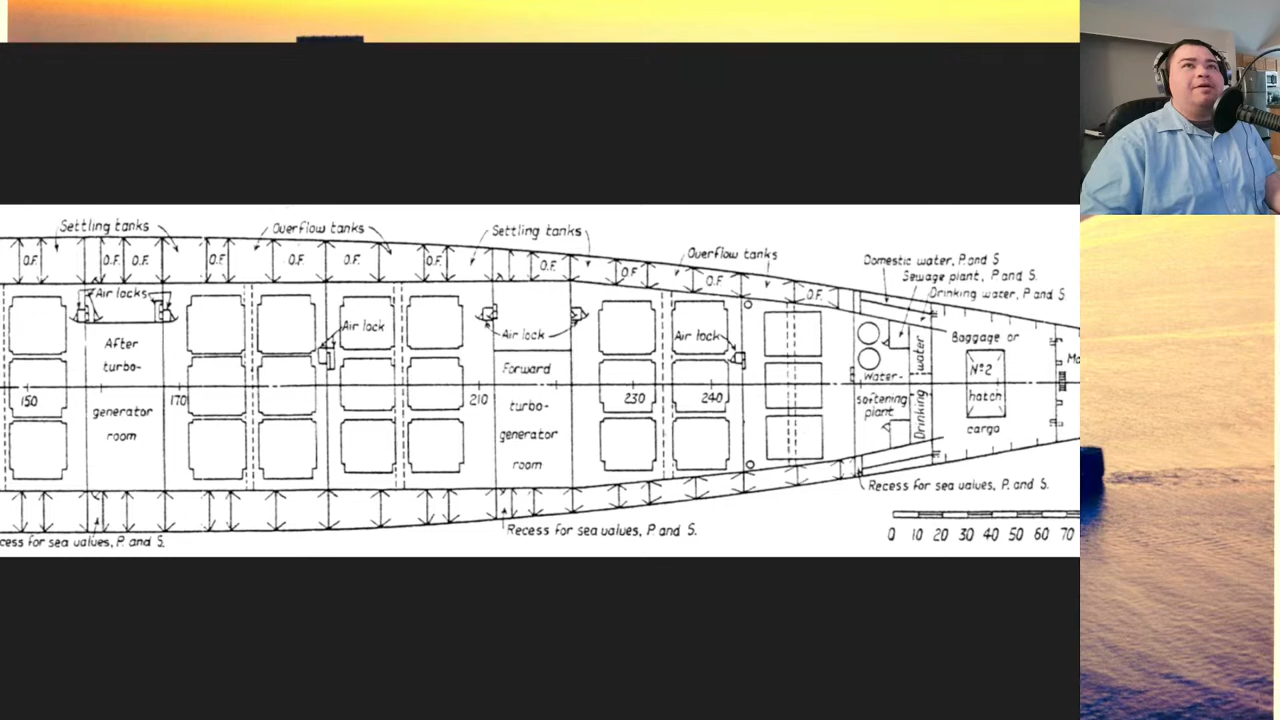 Settling tanks
Overflow tanks
Settling tanks
Overflow tanks
Domestic water, P. and S
Sewage plant, P and S.
Drinking water, P and S.
O.F.
O.F.
O.F.
O.F.
O.F.
O.F.
O.F.
O.F.
O.F.
O.F.
O.F.
Air locks
Air lock
Air lock
Air lock
After
turbo-
generator
room
Forward
turbo-
generator
room
Water-
softening
plant
Drinking water
Baggage or
Nº2
hatch
cargo
150
170
210
230
240
Recess for sea values, P. and S.
Recess for sea values, P. and S.
cess for sea values, P. and S.
0 10 20 30 40 50 60 70